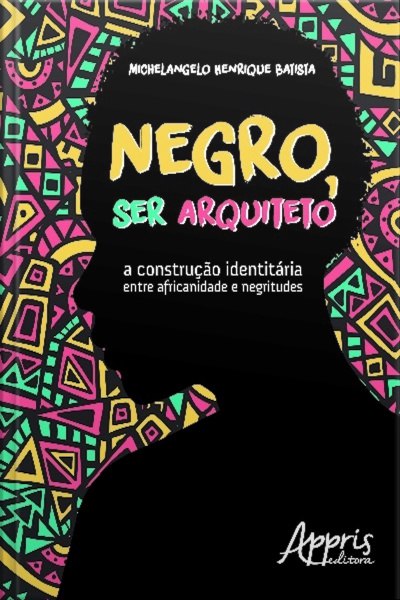 MICHELANGELO HENRIQUE BATISTA
NEGRO,
SER ARQUITETO
a construção identitária
entre africanidade e negritudes
Appris
editora